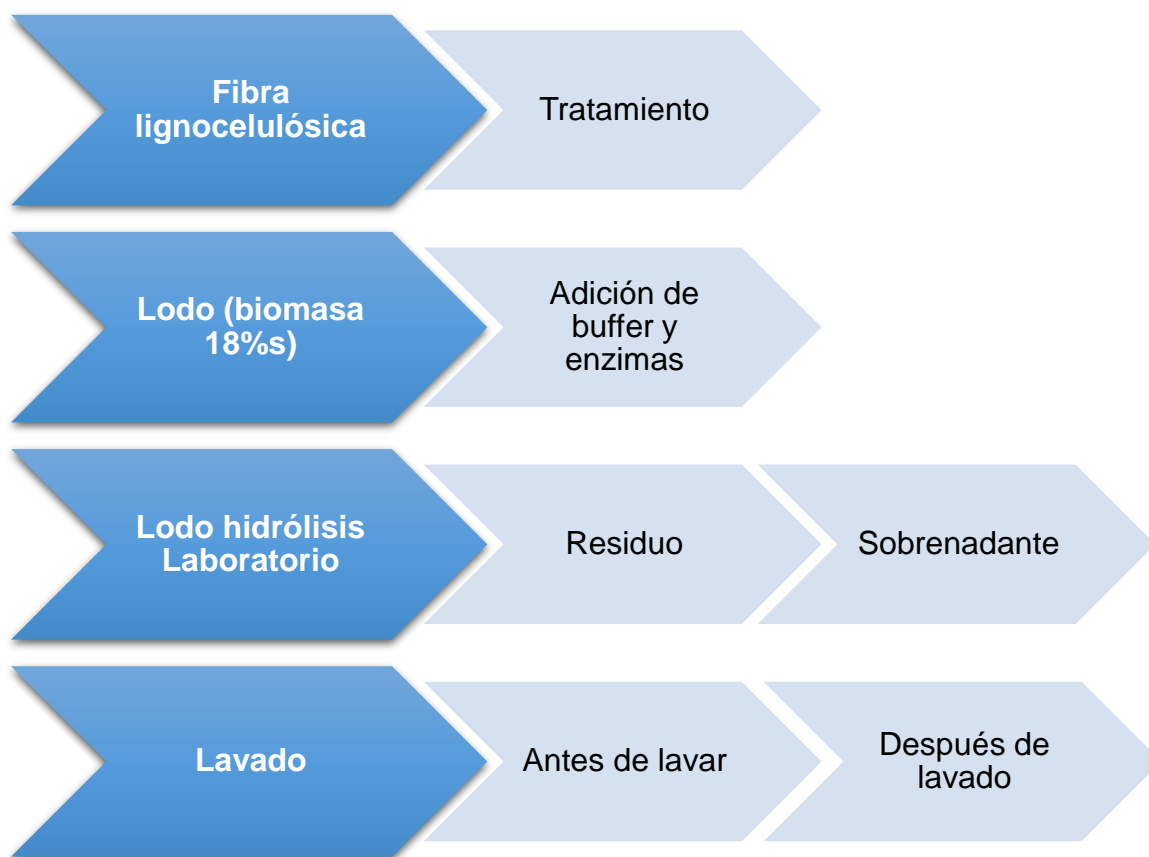 Fibra
lignocelulósica
Tratamiento
Lodo (biomasa
18%s)
Adición de
buffer y
enzimas
Lodo hidrólisis
Laboratorio
Residuo
Sobrenadante
Lavado
Antes de lavar
Después de
lavado